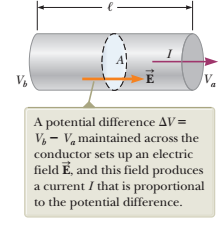 ℓ
A
I
V_b
E⃗
V_a
A potential difference ΔV =
V_b − V_a maintained across the
conductor sets up an electric
field E⃗, and this field produces
a current I that is proportional
to the potential difference.